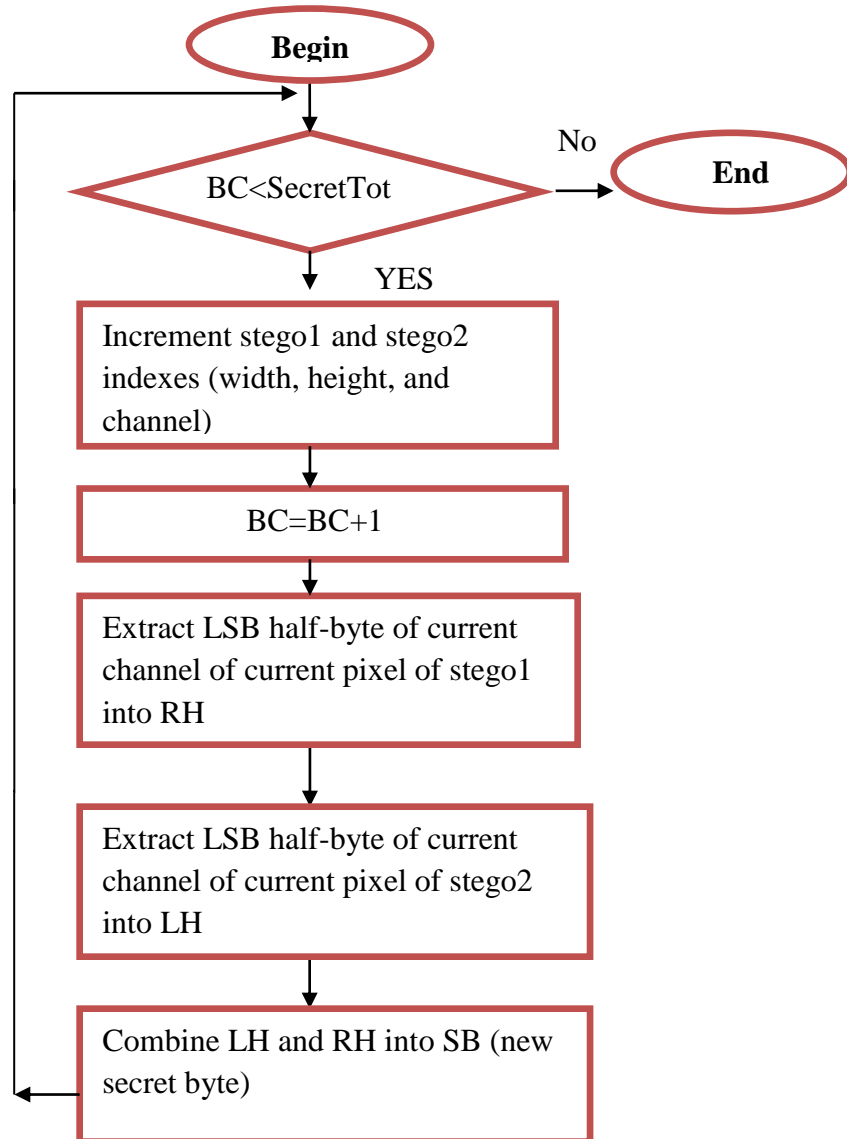 Begin
No
BC<SecretTot
End
YES
Increment stego1 and stego2
indexes (width, height, and
channel)
BC=BC+1
Extract LSB half-byte of current
channel of current pixel of stego1
into RH
Extract LSB half-byte of current
channel of current pixel of stego2
into LH
Combine LH and RH into SB (new
secret byte)